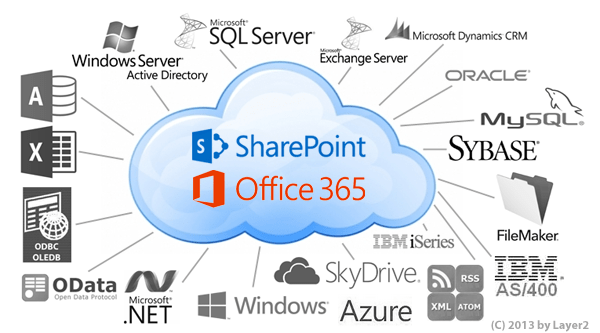 Microsoft
Windows Server
Active Directory
Microsoft
SQL Server
Microsoft
Exchange Server
Microsoft Dynamics CRM
ORACLE
MySQL
SYBASE
FileMaker
IBM
AS/400
IBM iSeries
A
X
SharePoint
Office 365
ODBC
OLEDB
OData
Open Data Protocol
Microsoft
.NET
Windows
SkyDrive
Azure
RSS
XML
ATOM
(C) 2013 by Layer2